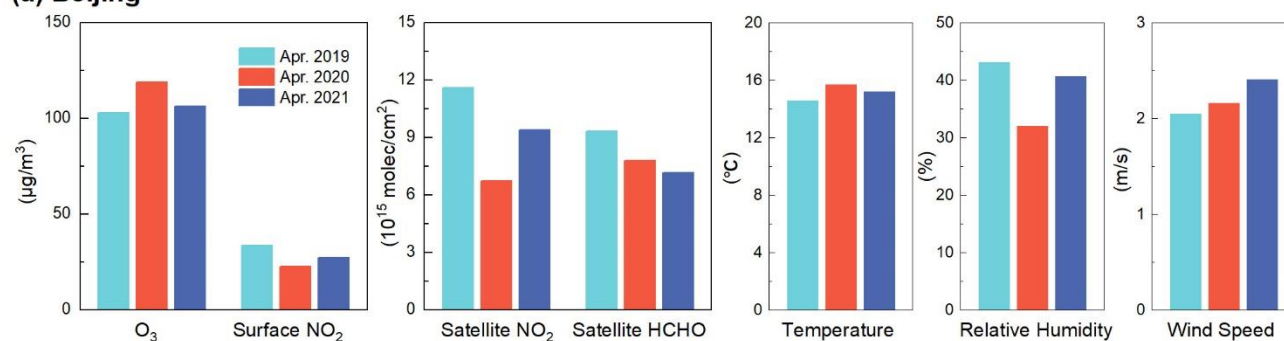 (a) Beijing
150
100
50
0
(µg/m³)
Apr. 2019
Apr. 2020
Apr. 2021
O₃
Surface NO₂
15
12
9
6
3
0
(10¹⁵ molec/cm²)
Satellite NO₂
Satellite HCHO
20
16
12
8
4
0
(°C)
Temperature
50
40
30
20
10
0
(%)
Relative Humidity
3
2
1
0
(m/s)
Wind Speed